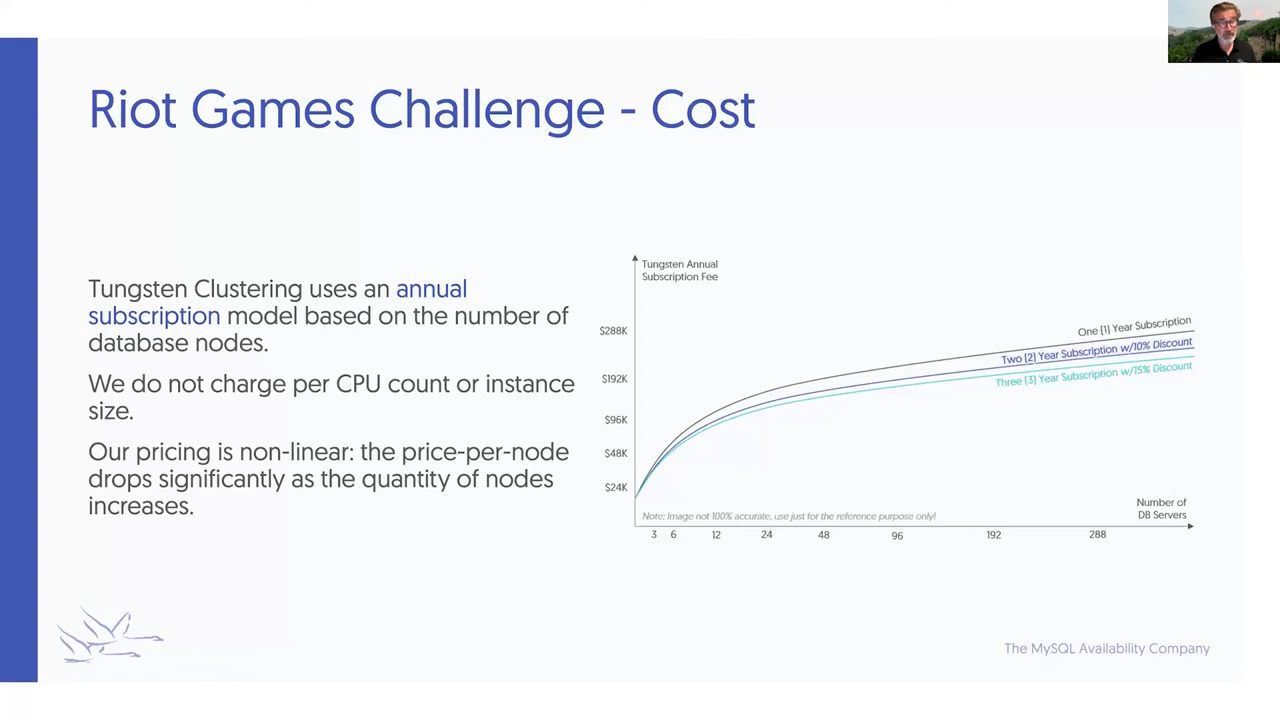 Riot Games Challenge - Cost
Tungsten Clustering uses an annual
subscription model based on the number of
database nodes.
We do not charge per CPU count or instance
size.
Our pricing is non-linear: the price-per-node
drops significantly as the quantity of nodes
increases.
Tungsten Annual
Subscription Fee
$288K
$192K
$96K
$48K
$24K
One (1) Year Subscription
Two (2) Year Subscription w/10% Discount
Three (3) Year Subscription w/15% Discount
Note: Image not 100% accurate, use just for the reference purpose only!
Number of
DB Servers
3 6 12 24 48 96 192 288
The MySQL Availability Company